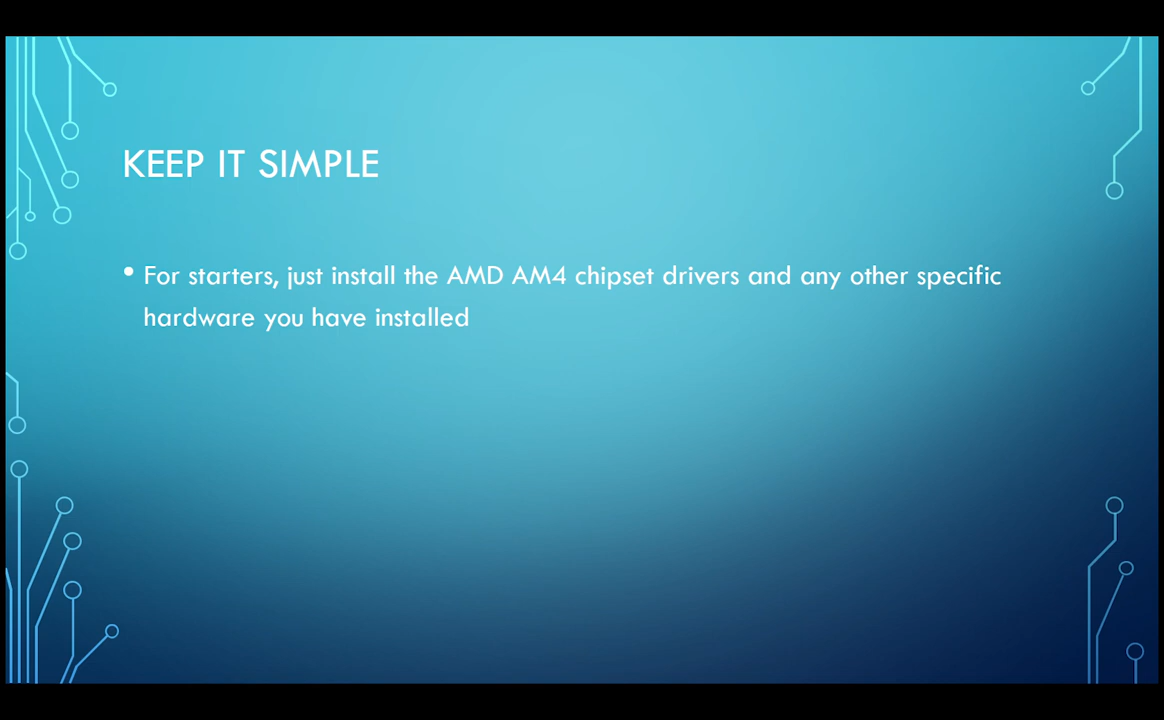 KEEP IT SIMPLE
• For starters, just install the AMD AM4 chipset drivers and any other specific
hardware you have installed